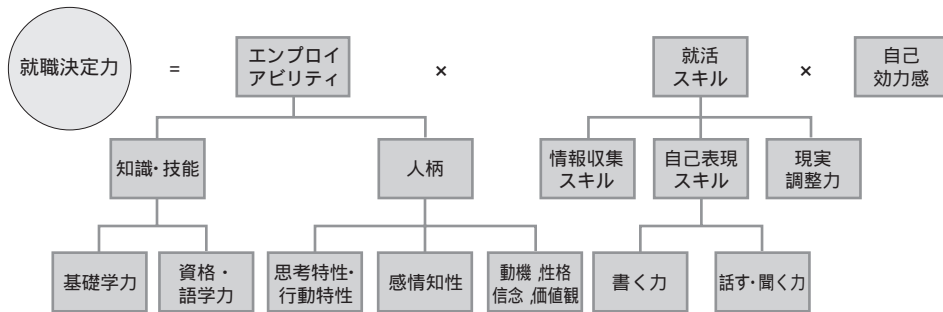 就職決定力
=
エンプロイ
アビリティ
×
就活
スキル
×
自己
効力感
知識・技能
人柄
情報収集
スキル
自己表現
スキル
現実
調整力
基礎学力
資格・
語学力
思考特性・
行動特性
感情知性
動機,性格
信念,価値観
書く力
話す・聞く力